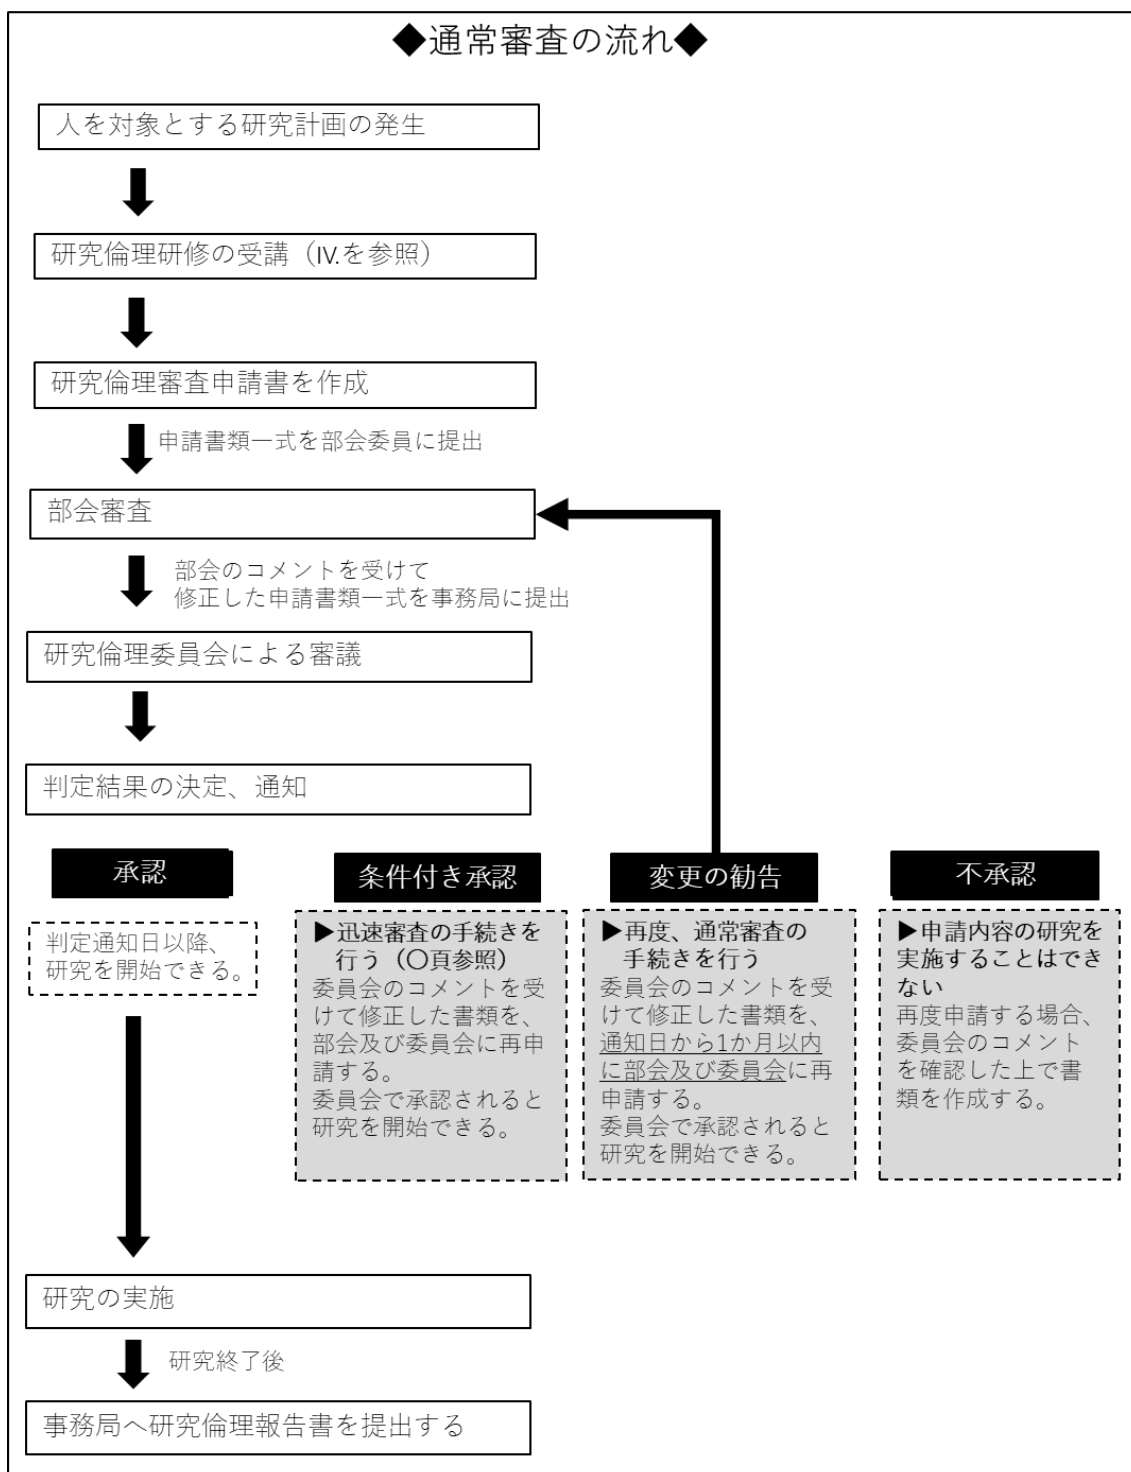 ◆通常審査の流れ◆
人を対象とする研究計画の発生
研究倫理研修の受講（Ⅳ.を参照）
研究倫理審査申請書を作成
申請書類一式を部会委員に提出
部会審査
部会のコメントを受けて
修正した申請書類一式を事務局に提出
研究倫理委員会による審議
判定結果の決定、通知
承認
判定通知日以降、
研究を開始できる。
条件付き承認
▶迅速審査の手続きを
行う（〇頁参照）
委員会のコメントを受
けて修正した書類を、
部会及び委員会に再申
請する。
委員会で承認されると
研究を開始できる。
変更の勧告
▶再度、通常審査の
手続きを行う
委員会のコメントを受
けて修正した書類を、
通知日から1か月以内
に部会及び委員会に再
申請する。
委員会で承認されると
研究を開始できる。
不承認
▶申請内容の研究を
実施することはでき
ない
再度申請する場合、
委員会のコメント
を確認した上で書
類を作成する。
研究の実施
研究終了後
事務局へ研究倫理報告書を提出する